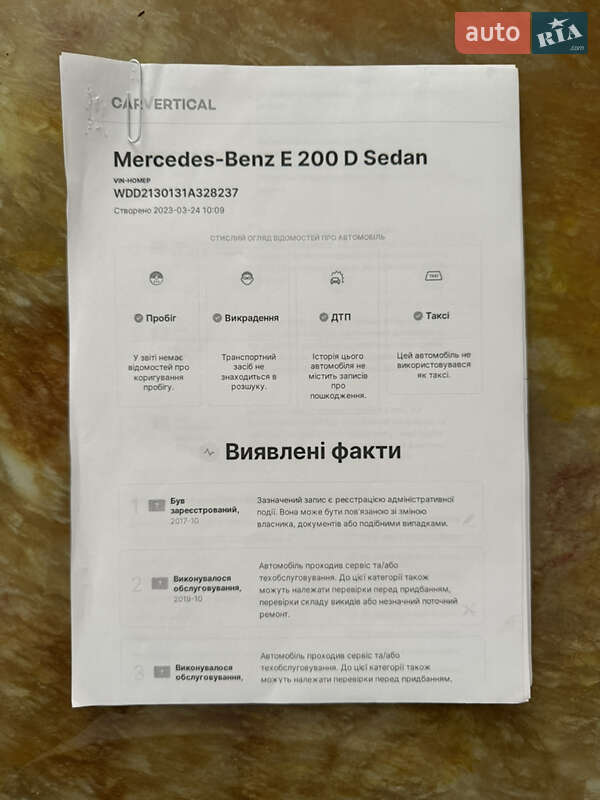 auto RIA .com
CARVERTICAL
Mercedes-Benz E 200 D Sedan
VIN-НОМЕР
WDD2130131A328237
Створено 2023-03-24 10:09
СТИСЛИЙ ОГЛЯД ВІДОМОСТЕЙ ПРО АВТОМОБІЛЬ
TAXI
Пробіг
Викрадення
ДТП
Таксі
У звіті немає
відомостей про
коригування
пробігу.
Транспортний
засіб не
знаходиться в
розшуку.
Історія цього
автомобіля не
містить записів
про
пошкодження.
Цей автомобіль не
використовувався
як таксі.
Виявлені факти
1
Був
зареєстрований,
2017-10
Зазначений запис є реєстрацією адміністративної
події. Вона може бути пов'язаною зі зміною
власника, документів або подібними випадками.
2
Виконувалося
обслуговування,
2019-10
Автомобіль проходив сервіс та/або
техобслуговування. До цієї категорії також
можуть належати перевірки перед придбанням,
перевірки складу викидів або незначний поточний
ремонт.
3
Виконувалося
обслуговування,
Автомобіль проходив сервіс та/або
техобслуговування. До цієї категорії також
можуть належати перевірки перед придбанням,